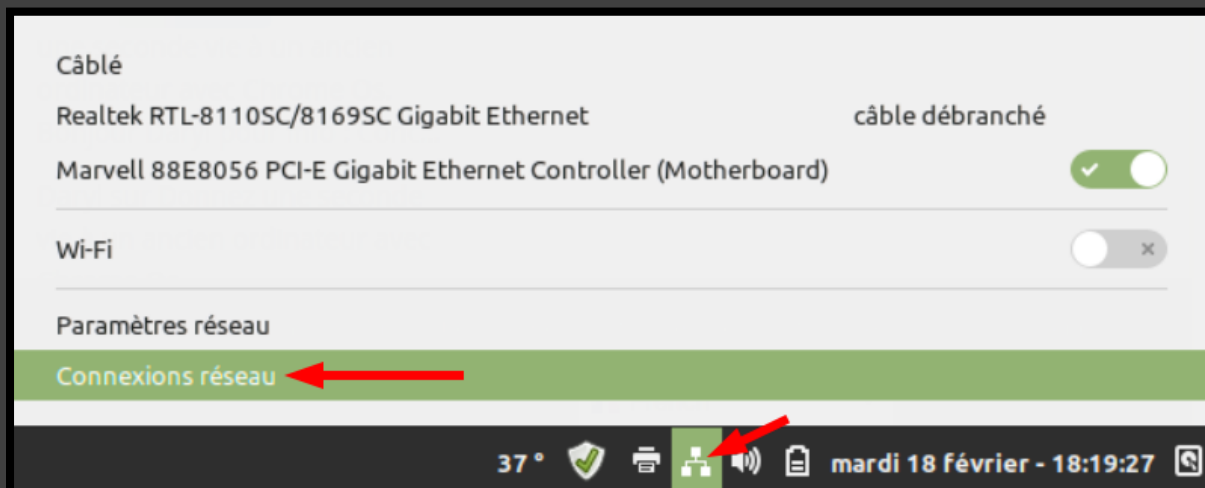 Câblé
Realtek RTL-8110SC/8169SC Gigabit Ethernet câble débranché
Marvell 88E8056 PCI-E Gigabit Ethernet Controller (Motherboard)
Wi-Fi
Paramètres réseau
Connexions réseau
37 ° mardi 18 février - 18:19:27